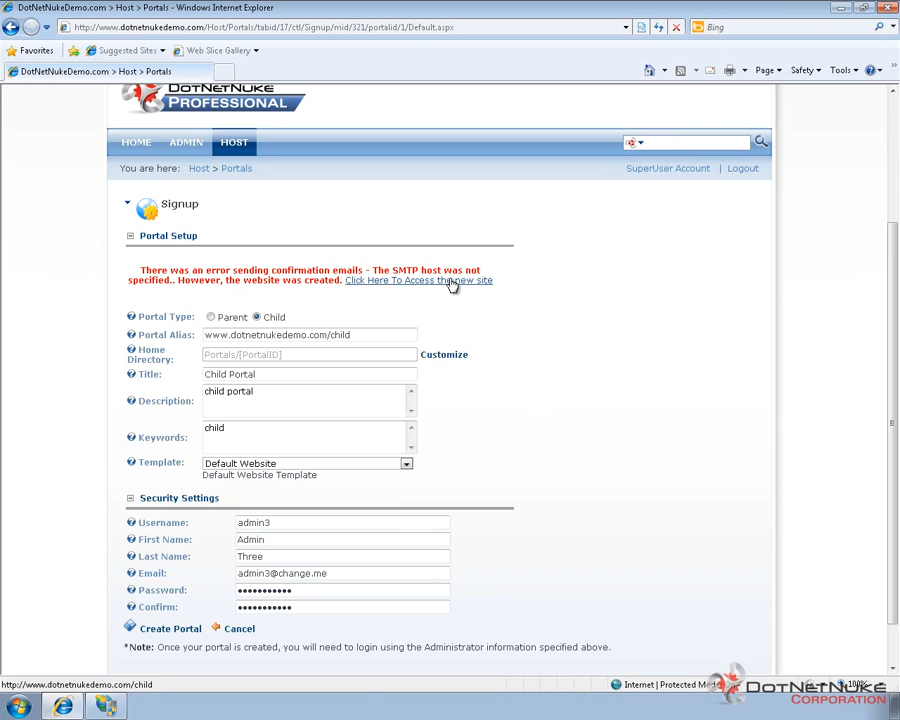 DotNetNukeDemo.com > Host > Portals - Windows Internet Explorer
http://www.dotnetnukedemo.com/Host/Portals/tabid/17/ctl/Signup/mid/321/portalid/1/Default.aspx
Bing
Favorites Suggested Sites Web Slice Gallery
DotNetNukeDemo.com > Host > Portals
Page Safety Tools
DOTNETNUKE
PROFESSIONAL
HOME ADMIN HOST
You are here: Host > Portals SuperUser Account | Logout
Signup
Portal Setup
There was an error sending confirmation emails - The SMTP host was not
specified.. However, the website was created. Click Here To Access the new site
Portal Type: Parent Child
Portal Alias: www.dotnetnukedemo.com/child
Home
Directory: Portals/[PortalID] Customize
Title: Child Portal
Description: child portal
Keywords: child
Template: Default Website
Default Website Template
Security Settings
Username: admin3
First Name: Admin
Last Name: Three
Email: admin3@change.me
Password: •••••••••••
Confirm: •••••••••••
Create Portal Cancel
*Note: Once your portal is created, you will need to login using the Administrator information specified above.
http://www.dotnetnukedemo.com/child Internet | Protected Mode 100%
DOTNETNUKE
CORPORATION